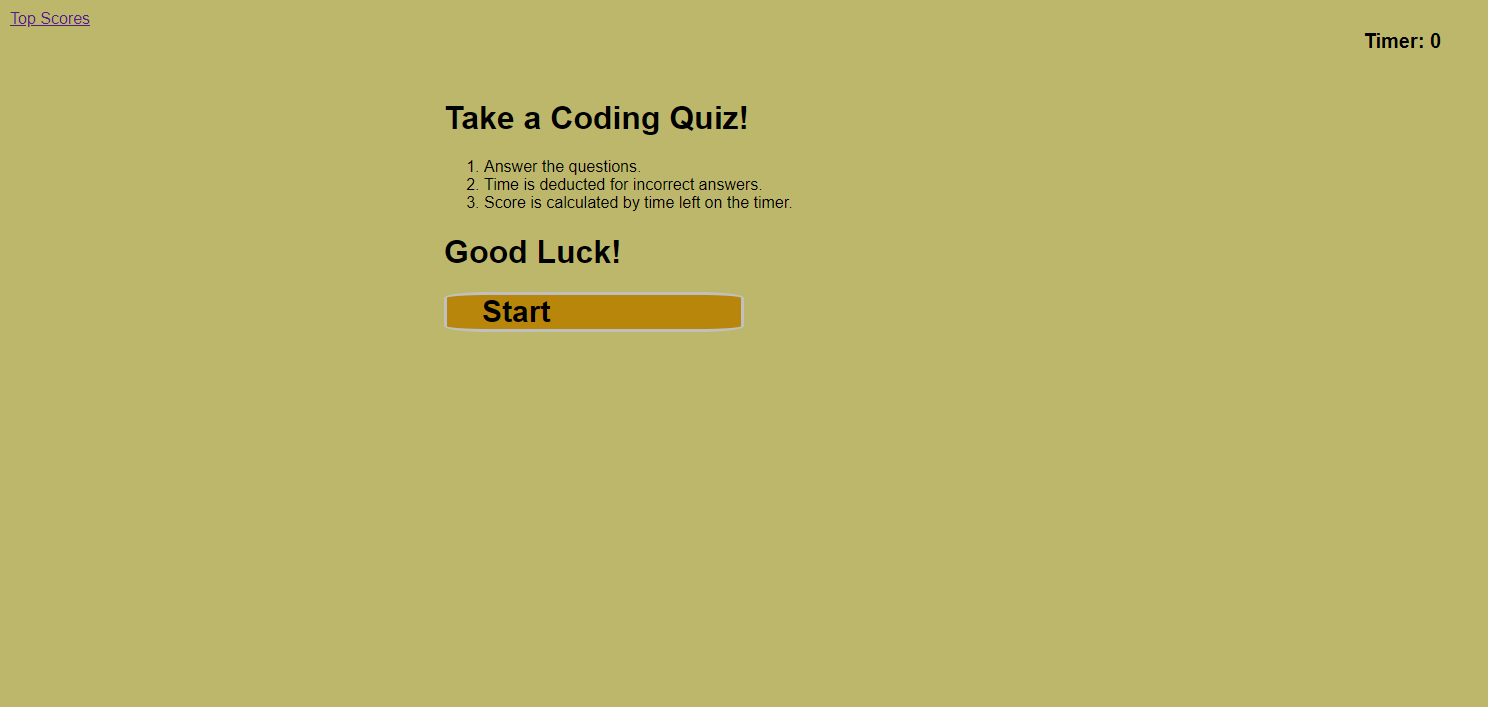 Top Scores
Timer: 0
Take a Coding Quiz!
1. Answer the questions.
2. Time is deducted for incorrect answers.
3. Score is calculated by time left on the timer.
Good Luck!
Start